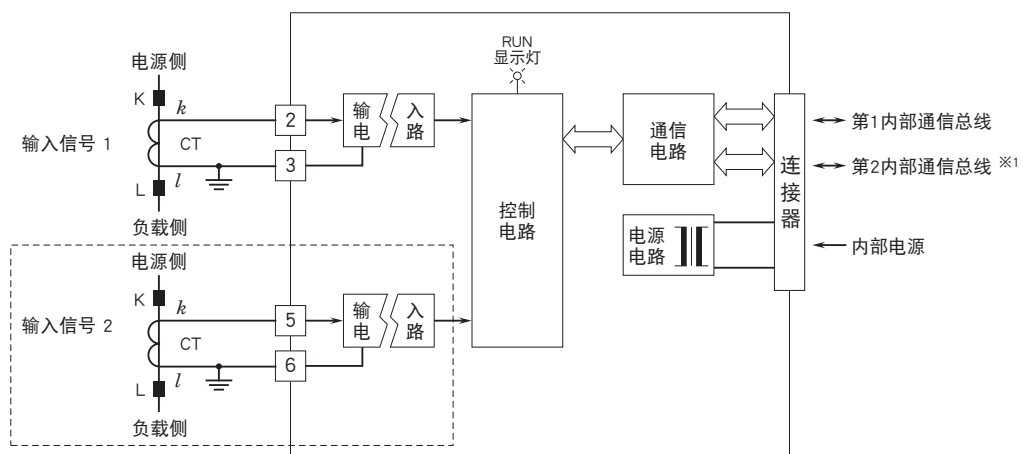 RUN
显示灯
电源侧
K
k
2
输入
电路
输入信号 1
CT
3
L
l
负载侧
控制
电路
通信
电路
连接器
第1内部通信总线
第2内部通信总线 ※1
电源
电路
内部电源
电源侧
K
k
5
输入
电路
输入信号 2
CT
6
L
l
负载侧